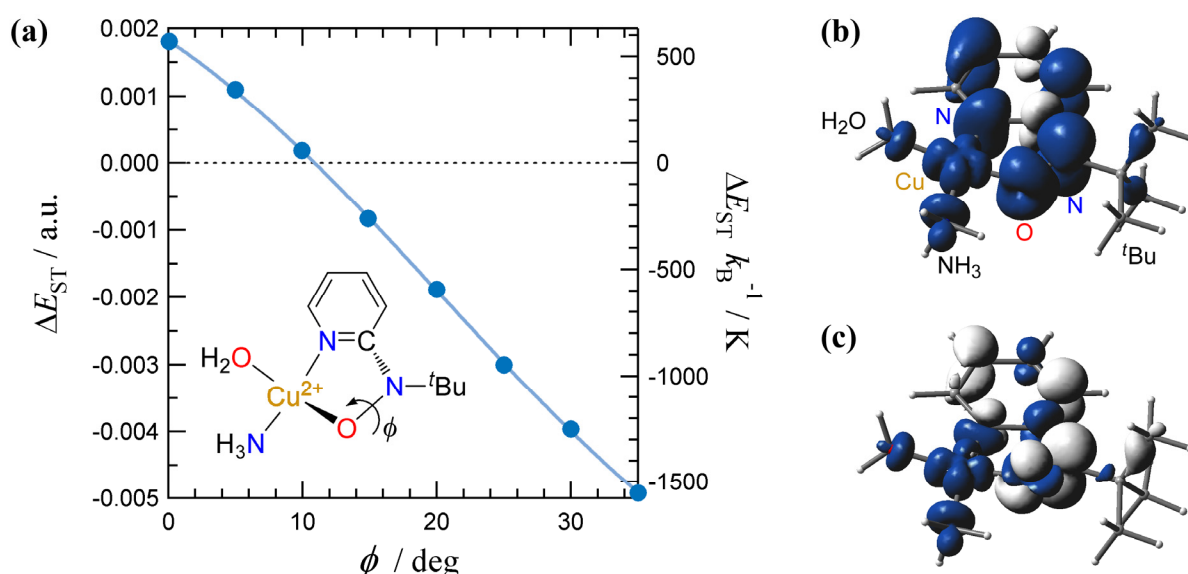 (a)
0.002
0.001
0.000
-0.001
-0.002
-0.003
-0.004
-0.005
ΔE_ST / a.u.
0
10
20
30
ϕ / deg
500
0
-500
-1000
-1500
ΔE_ST k_B^-1 / K
H2O
Cu2+
H3N
N
C
N
tBu
O
ϕ
(b)
H2O
N
Cu
NH3
O
N
tBu
(c)